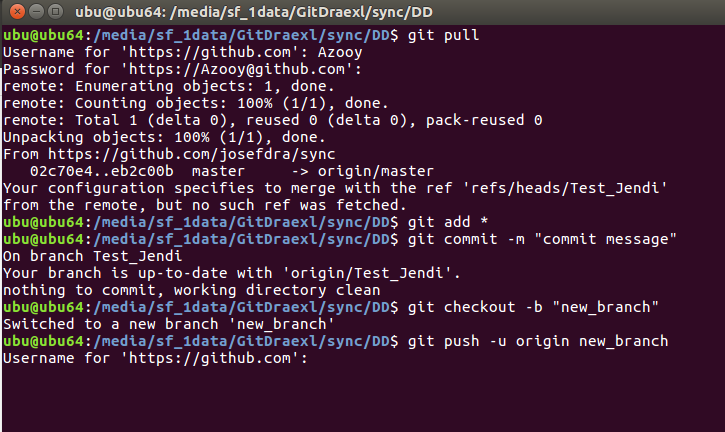 ubu@ubu64: /media/sf_1data/GitDraexl/sync/DD
ubu@ubu64:/media/sf_1data/GitDraexl/sync/DD$ git pull
Username for 'https://github.com': Azooy
Password for 'https://Azooy@github.com':
remote: Enumerating objects: 1, done.
remote: Counting objects: 100% (1/1), done.
remote: Total 1 (delta 0), reused 0 (delta 0), pack-reused 0
Unpacking objects: 100% (1/1), done.
From https://github.com/josefdra/sync
   02c70e4..eb2c00b  master     -> origin/master
Your configuration specifies to merge with the ref 'refs/heads/Test_Jendi'
from the remote, but no such ref was fetched.
ubu@ubu64:/media/sf_1data/GitDraexl/sync/DD$ git add *
ubu@ubu64:/media/sf_1data/GitDraexl/sync/DD$ git commit -m "commit message"
On branch Test_Jendi
Your branch is up-to-date with 'origin/Test_Jendi'.
nothing to commit, working directory clean
ubu@ubu64:/media/sf_1data/GitDraexl/sync/DD$ git checkout -b "new_branch"
Switched to a new branch 'new_branch'
ubu@ubu64:/media/sf_1data/GitDraexl/sync/DD$ git push -u origin new_branch
Username for 'https://github.com':